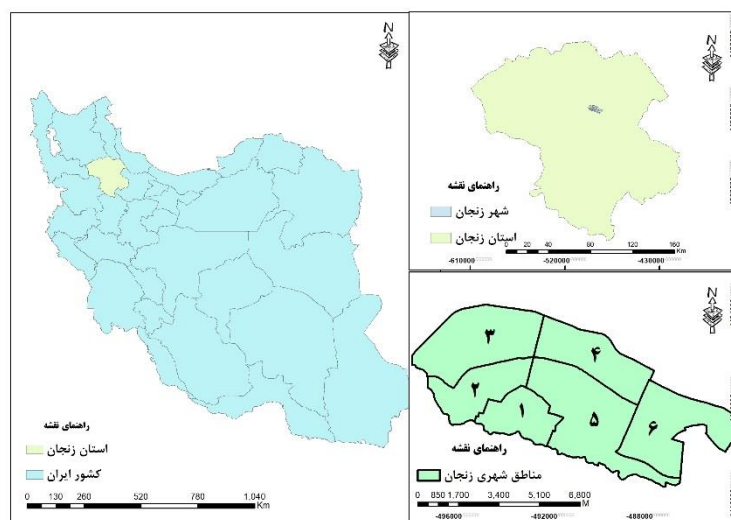 N
راهنمای نقشه
استان زنجان
کشور ایران
0 130 260 520 780 1,040
Km
N
راهنمای نقشه
شهر زنجان
استان زنجان
0 20 40 80 120 160
Km
-610000 -520000 -430000
N
۳
۴
۲
۱
۵
۶
راهنمای نقشه
مناطق شهری زنجان
0 850 1,700 3,400 5,100 6,800
M
-496000 -492000 -488000